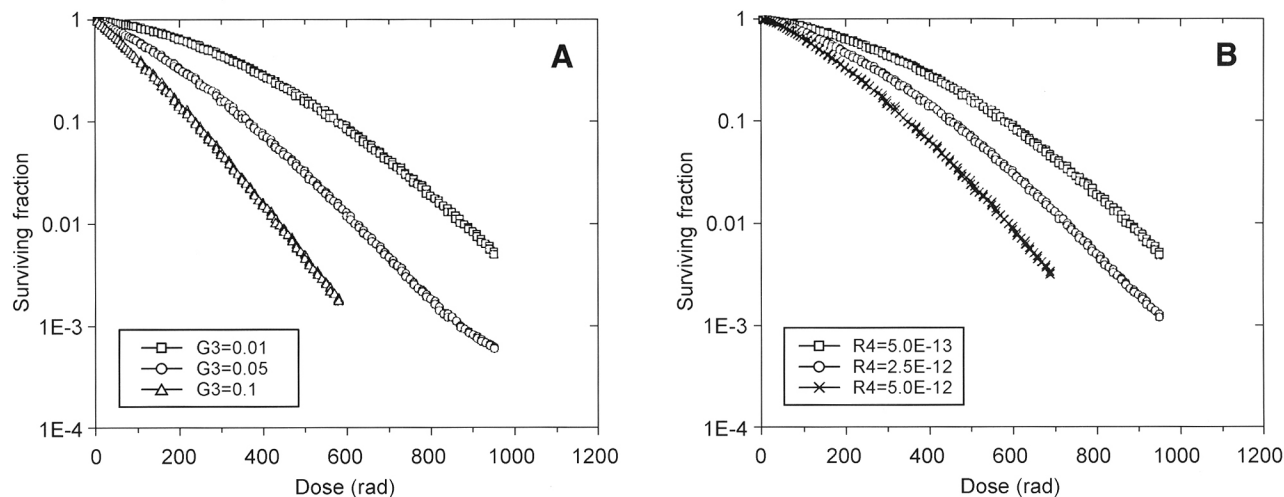 A
Surviving fraction
1
0.1
0.01
1E-3
1E-4
G3=0.01
G3=0.05
G3=0.1
0 200 400 600 800 1000 1200
Dose (rad)
B
Surviving fraction
1
0.1
0.01
1E-3
1E-4
R4=5.0E-13
R4=2.5E-12
R4=5.0E-12
0 200 400 600 800 1000 1200
Dose (rad)